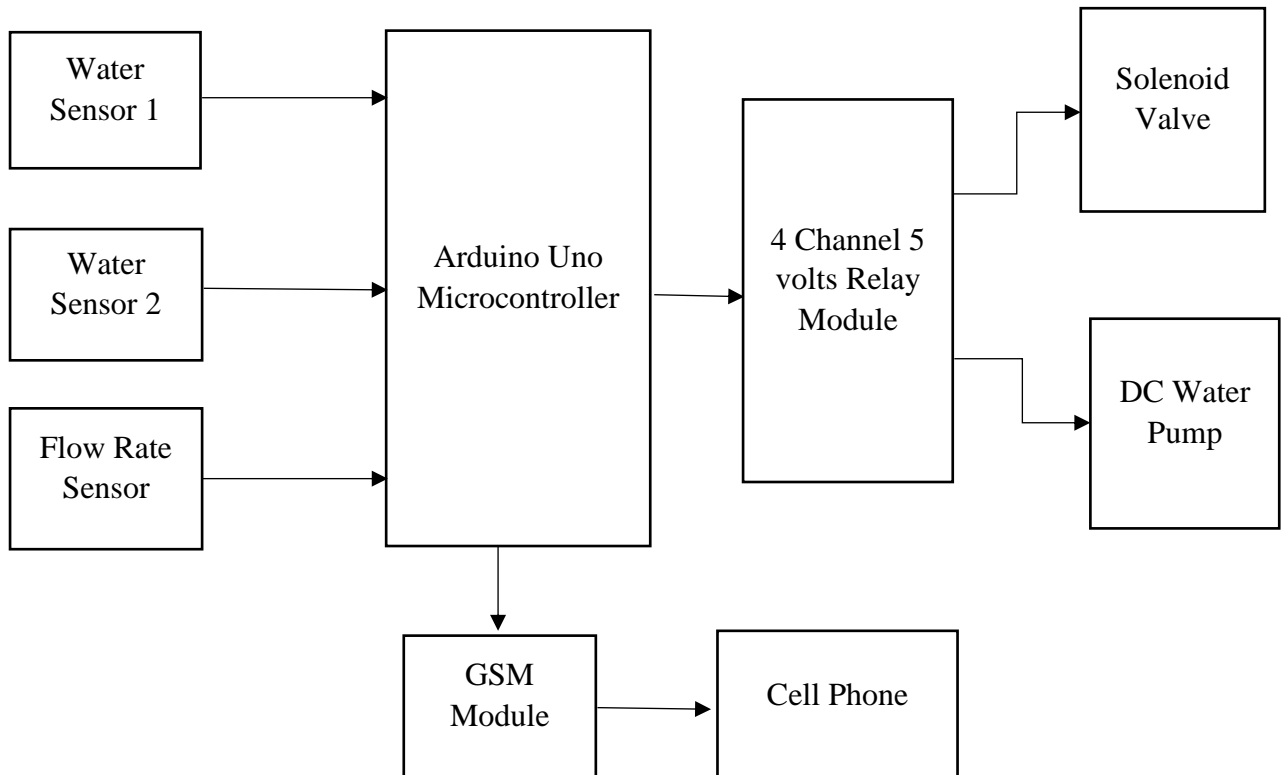 Water
Sensor 1
Water
Sensor 2
Flow Rate
Sensor
Arduino Uno
Microcontroller
4 Channel 5
volts Relay
Module
Solenoid
Valve
DC Water
Pump
GSM
Module
Cell Phone